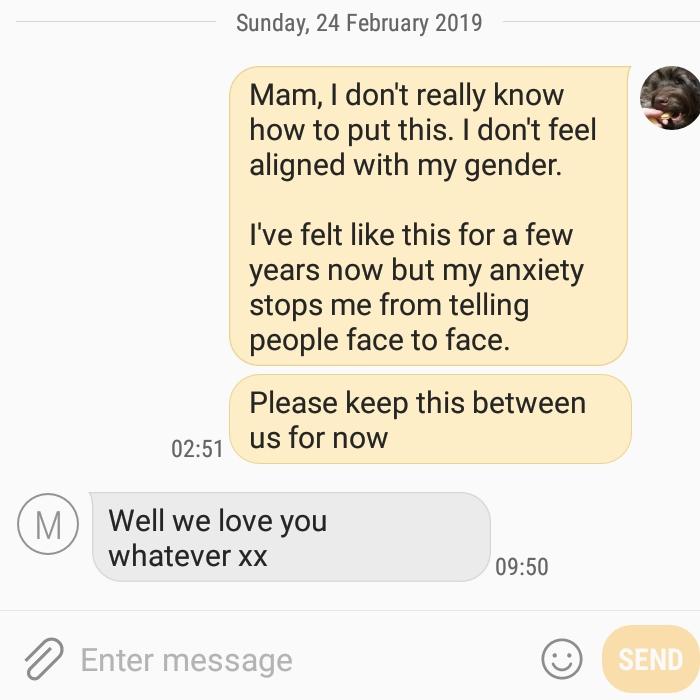 Sunday, 24 February 2019
Mam, I don't really know
how to put this. I don't feel
aligned with my gender.
I've felt like this for a few
years now but my anxiety
stops me from telling
people face to face.
Please keep this between
us for now
02:51
M
Well we love you
whatever xx
09:50
Enter message
SEND